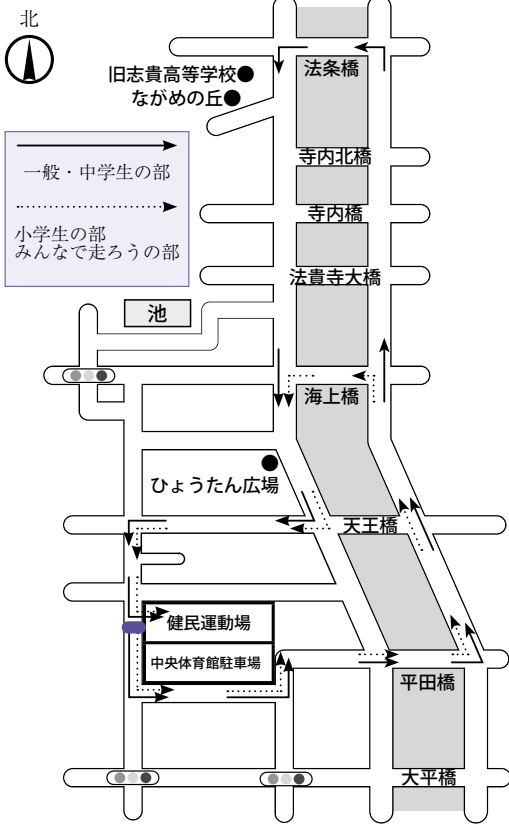 北
法条橋
旧志貴高等学校
ながめの丘
寺内北橋
一般・中学生の部
寺内橋
小学生の部
みんなで走ろうの部
法貴寺大橋
池
海上橋
ひょうたん広場
天王橋
健民運動場
中央体育館駐車場
平田橋
大平橋